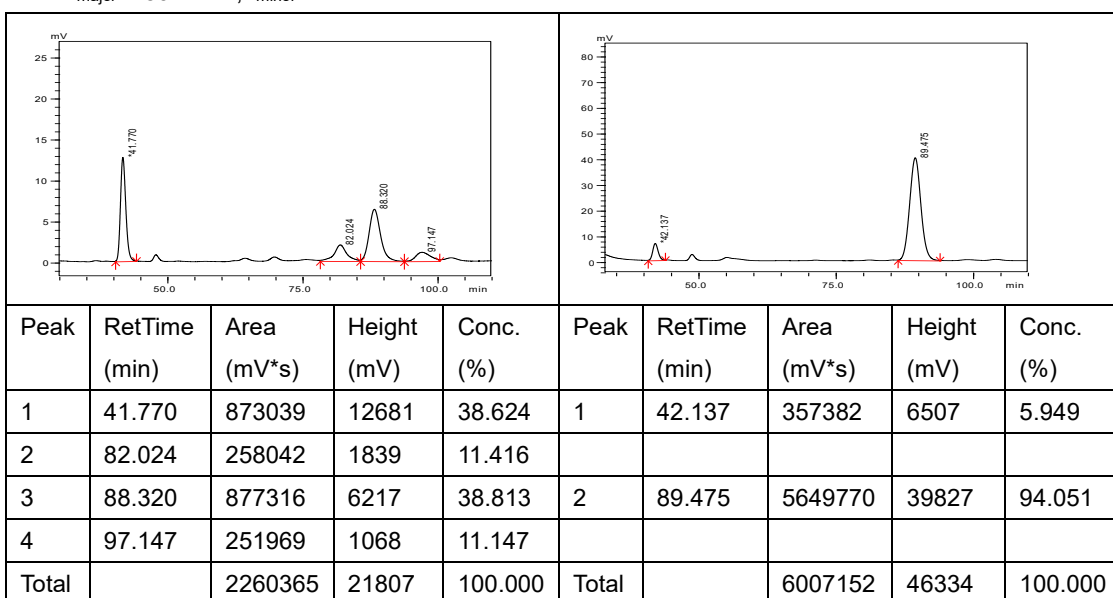 major
minor
mV
25
20
15
10
5
0
*41.770
82.024
88.320
97.147
50.0 75.0 100.0 min
mV
80
70
60
50
40
30
20
10
0
*42.137
89.475
50.0 75.0 100.0 min
Peak RetTime Area Height Conc. Peak RetTime Area Height Conc.
(min) (mV*s) (mV) (%) (min) (mV*s) (mV) (%)
1 41.770 873039 12681 38.624 1 42.137 357382 6507 5.949
2 82.024 258042 1839 11.416
3 88.320 877316 6217 38.813 2 89.475 5649770 39827 94.051
4 97.147 251969 1068 11.147
Total 2260365 21807 100.000 Total 6007152 46334 100.000